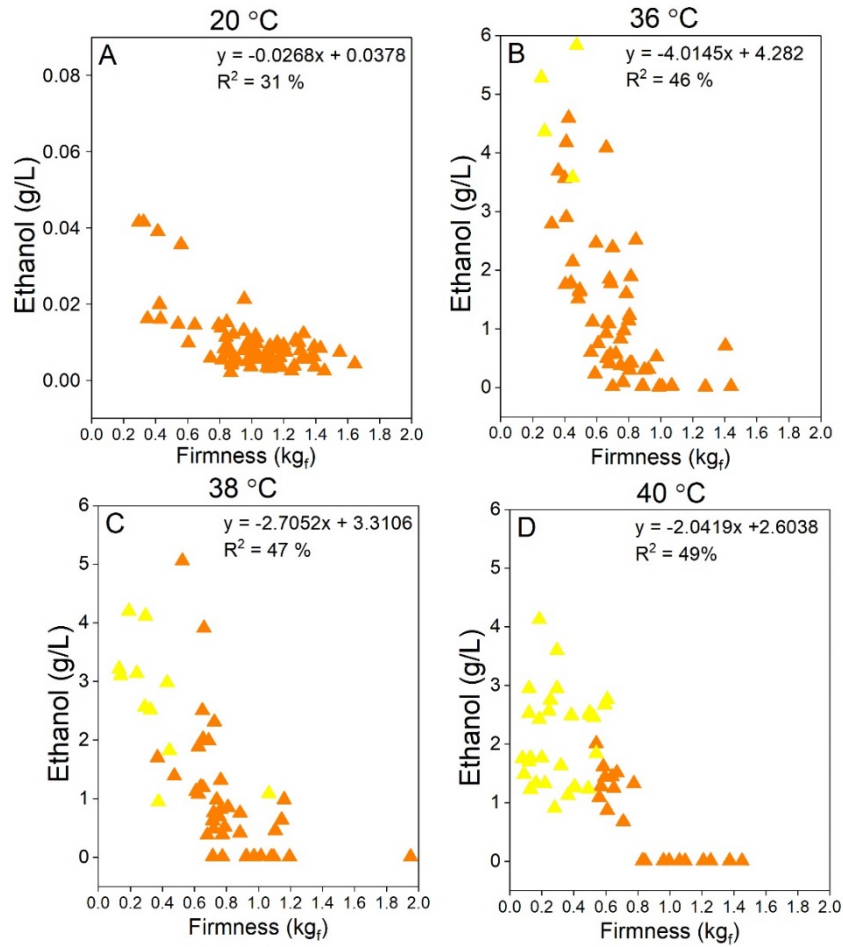 20 °C
A
y = -0.0268x + 0.0378
R² = 31 %
0.08
0.06
0.04
0.02
0.00
Ethanol (g/L)
0.0 0.2 0.4 0.6 0.8 1.0 1.2 1.4 1.6 1.8 2.0
Firmness (kgf)
36 °C
B
y = -4.0145x + 4.282
R² = 46 %
6
5
4
3
2
1
0
Ethanol (g/L)
0.0 0.2 0.4 0.6 0.8 1.0 1.2 1.4 1.6 1.8 2.0
Firmness (kgf)
38 °C
C
y = -2.7052x + 3.3106
R² = 47 %
6
5
4
3
2
1
0
Ethanol (g/L)
0.0 0.2 0.4 0.6 0.8 1.0 1.2 1.4 1.6 1.8 2.0
Firmness (kgf)
40 °C
D
y = -2.0419x +2.6038
R² = 49%
6
5
4
3
2
1
0
Ethanol (g/L)
0.0 0.2 0.4 0.6 0.8 1.0 1.2 1.4 1.6 1.8 2.0
Firmness (kgf)